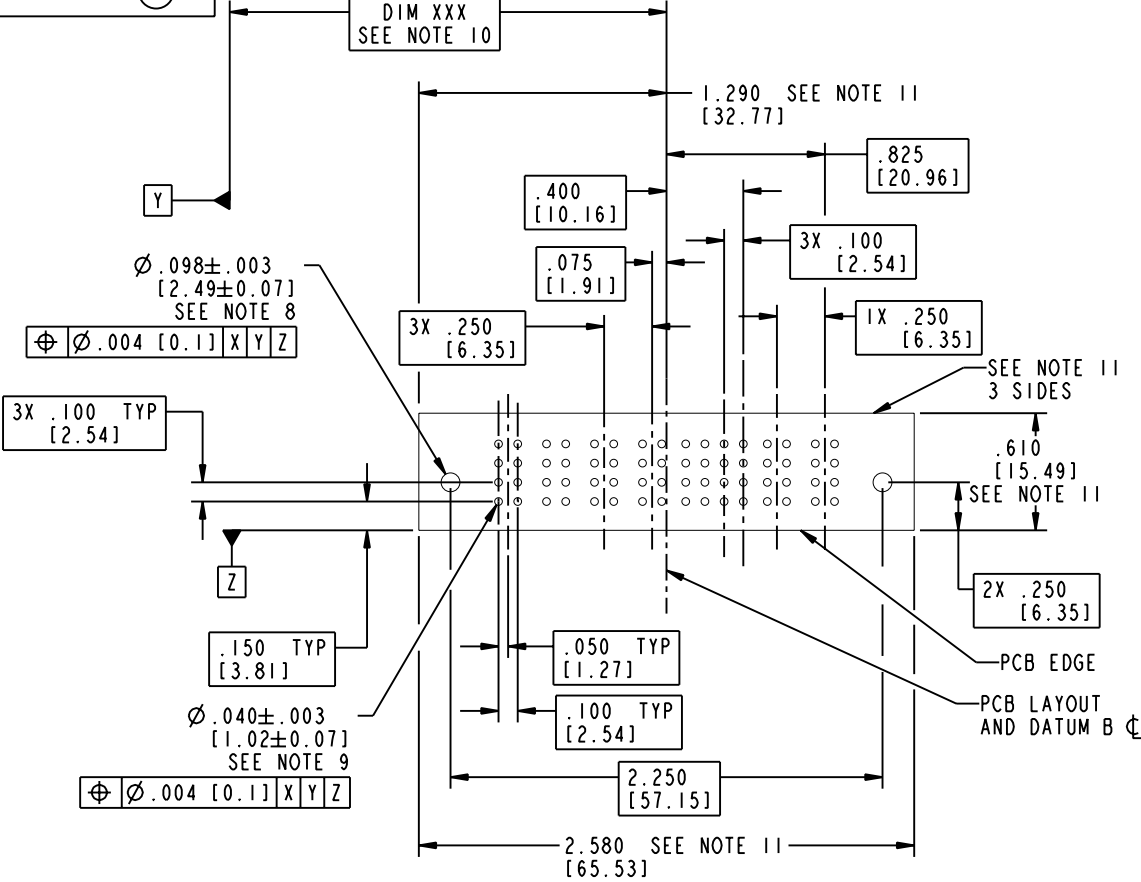 DIM XXX
SEE NOTE 10
1.290 SEE NOTE 11
[32.77]
.825
[20.96]
.400
[10.16]
Y
3X .100
[2.54]
.075
[1.91]
⌀.098±.003
[2.49±0.07]
SEE NOTE 8
⌖ ⌀.004 [0.1] X Y Z
3X .250
[6.35]
1X .250
[6.35]
SEE NOTE 11
3 SIDES
3X .100 TYP
[2.54]
.610
[15.49]
SEE NOTE 11
Z
2X .250
[6.35]
.150 TYP
[3.81]
.050 TYP
[1.27]
PCB EDGE
PCB LAYOUT
AND DATUM B ℄
⌀.040±.003
[1.02±0.07]
SEE NOTE 9
⌖ ⌀.004 [0.1] X Y Z
.100 TYP
[2.54]
2.250
[57.15]
2.580 SEE NOTE 11
[65.53]